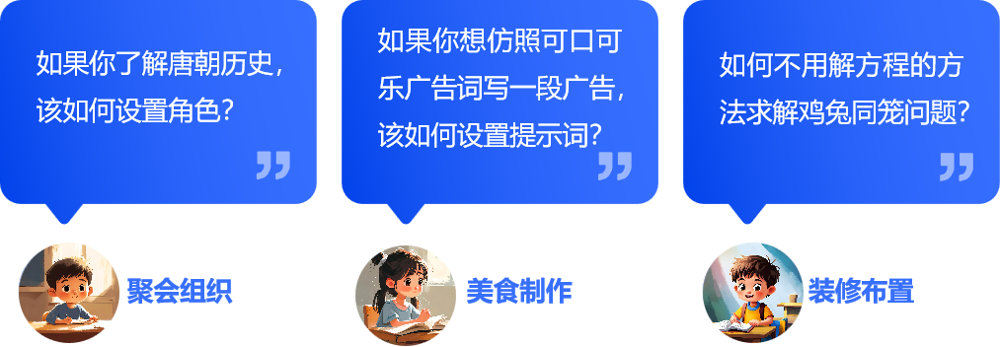 如果你了解唐朝历史，
该如何设置角色？
如果你想仿照可口可
乐广告词写一段广告，
该如何设置提示词？
如何不用解方程的方
法求解鸡兔同笼问题？
聚会组织
美食制作
装修布置